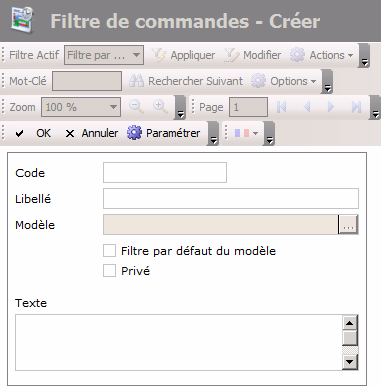 Filtre de commandes - Créer
Filtre Actif Filtre par ... Appliquer Modifier Actions
Mot-Clé Rechercher Suivant Options
Zoom 100 % Page 1
OK Annuler Paramétrer
Code
Libellé
Modèle ...
Filtre par défaut du modèle
Privé
Texte